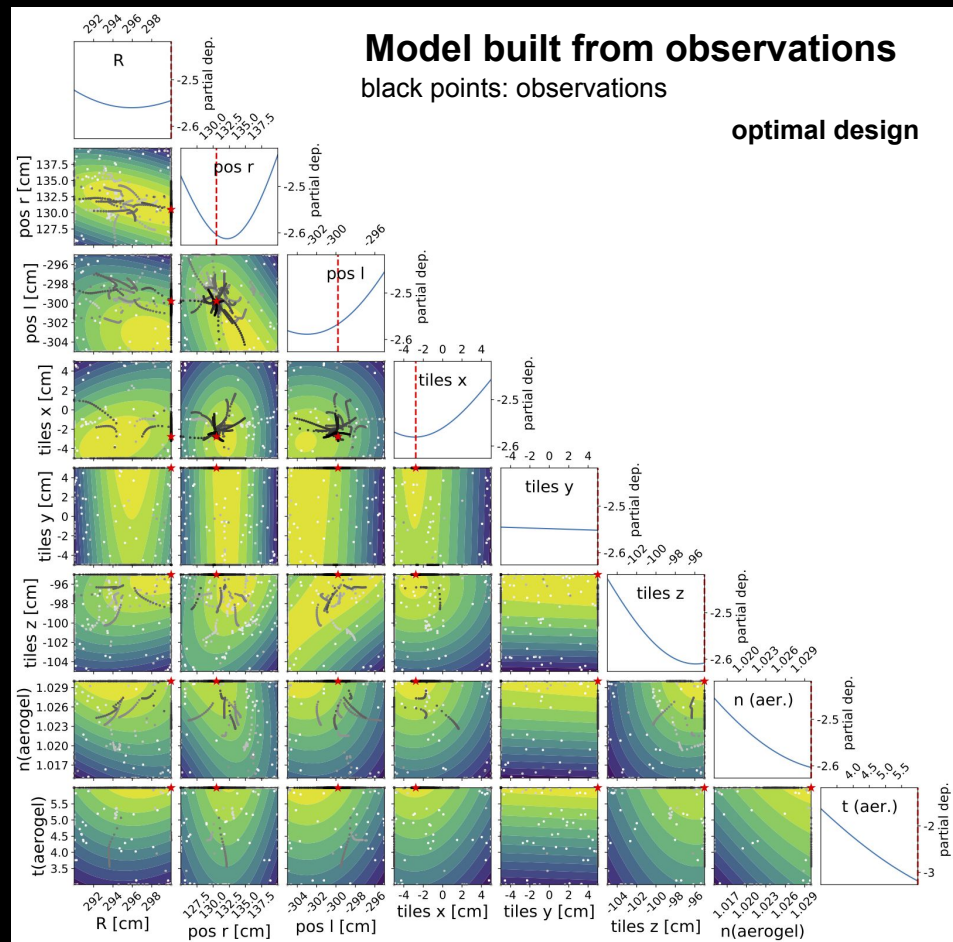 Model built from observations
black points: observations
optimal design
292 294 296 298
R
-2.5
-2.6
partial dep.
130.0 132.5 135.0 137.5
pos r [cm]
137.5
135.0
132.5
130.0
127.5
pos r
-2.5
-2.6
partial dep.
-302 -300 -296
pos l [cm]
-296
-298
-300
-302
-304
pos l
-2.5
-2.6
partial dep.
-4 -2 0 2 4
tiles x [cm]
4
2
0
-2
-4
tiles x
-2.5
-2.6
partial dep.
-4 -2 0 2 4
tiles y [cm]
4
2
0
-2
-4
tiles y
-2.5
-2.6
partial dep.
-102 -100 -98 -96
tiles z [cm]
-96
-98
-100
-102
-104
tiles z
-2.5
-2.6
partial dep.
1.020 1.023 1.026 1.029
n(aerogel)
1.029
1.026
1.023
1.020
1.017
n (aer.)
-2.5
-2.6
partial dep.
4.0 4.5 5.0 5.5
t(aerogel)
5.5
5.0
4.5
4.0
3.5
t (aer.)
-2
-3
partial dep.
292 294 296 298
127.5 130.0 132.5 135.0 137.5
-304 -302 -300 -298 -296
-4 -2 0 2 4
-4 -2 0 2 4
-104 -102 -100 -98 -96
1.017 1.020 1.023 1.026 1.029
R [cm]
pos r [cm]
pos l [cm]
tiles x [cm]
tiles y [cm]
tiles z [cm]
n(aerogel)